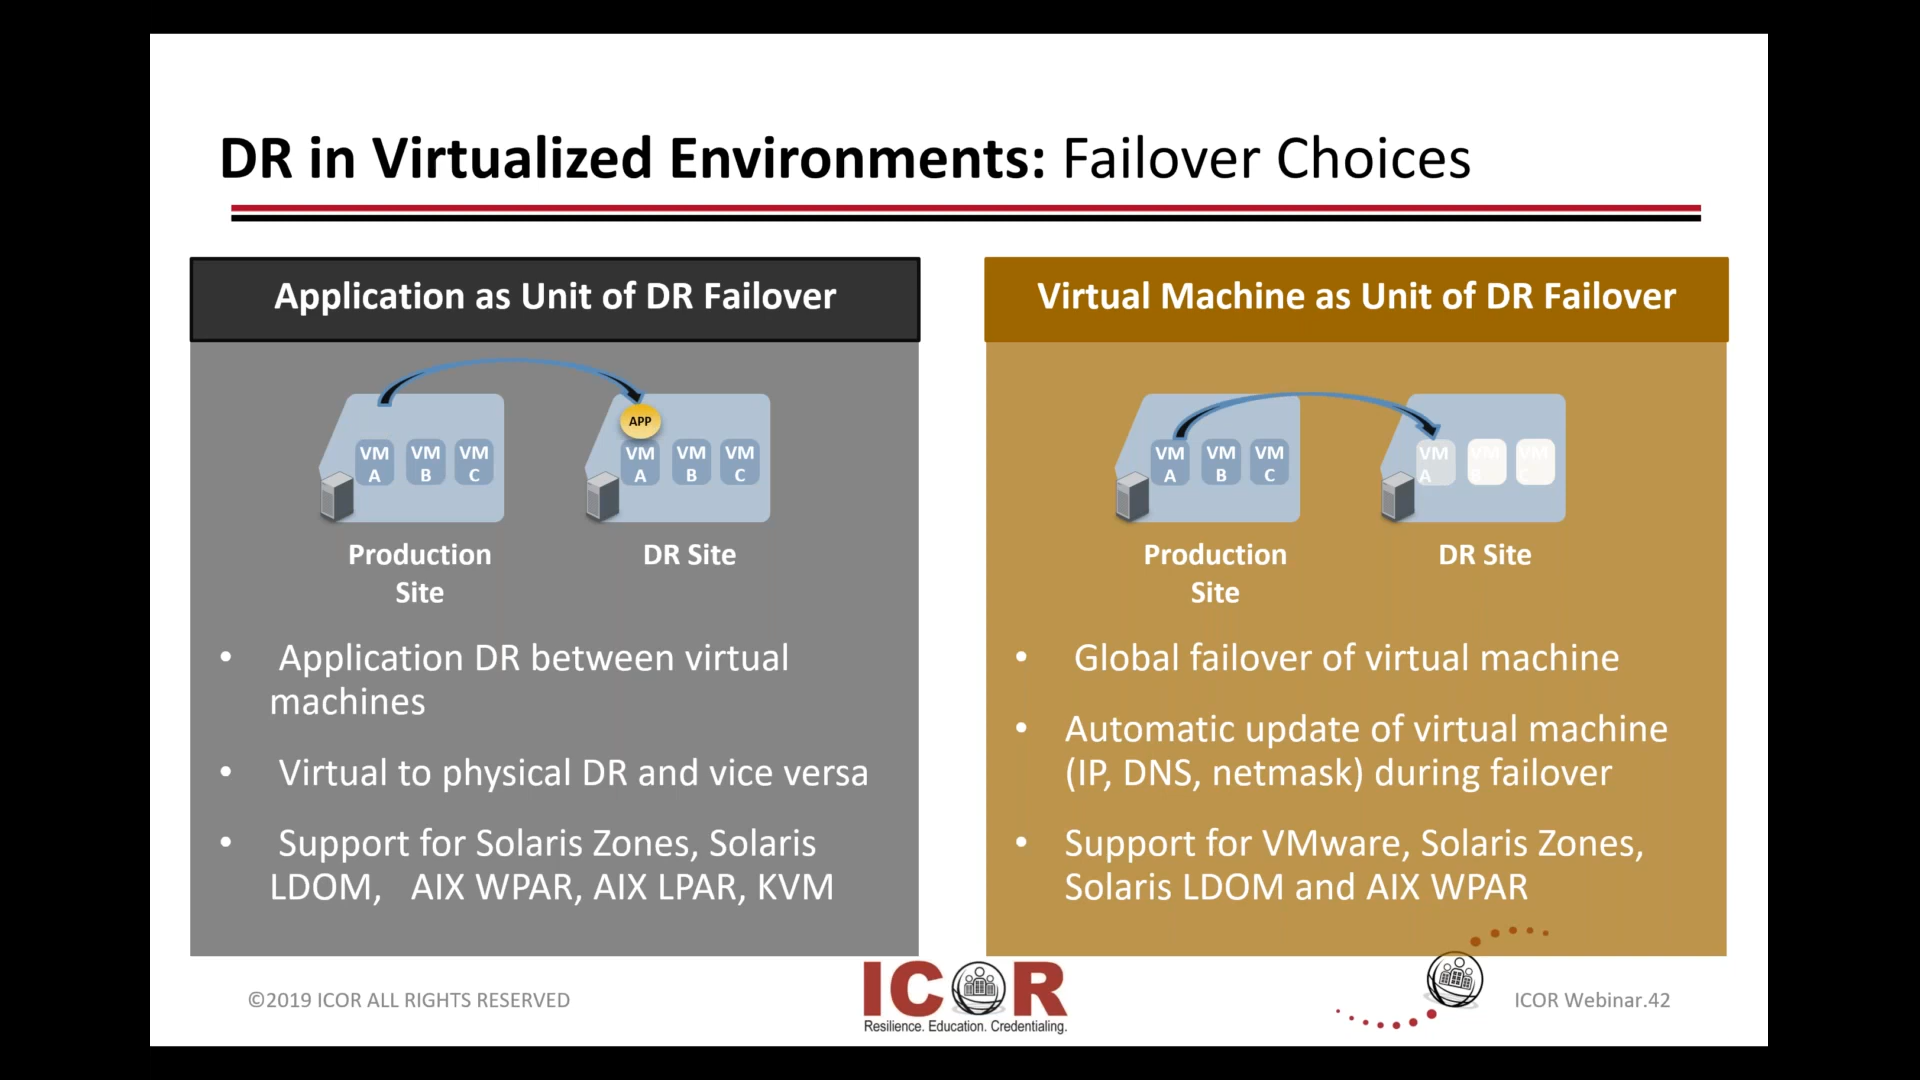 DR in Virtualized Environments: Failover Choices
Application as Unit of DR Failover
APP
VM A
VM B
VM C
VM A
VM B
VM C
Production
Site
DR Site
• Application DR between virtual
machines
• Virtual to physical DR and vice versa
• Support for Solaris Zones, Solaris
LDOM, AIX WPAR, AIX LPAR, KVM
Virtual Machine as Unit of DR Failover
VM A
VM B
VM C
VM A
VM B
VM C
Production
Site
DR Site
• Global failover of virtual machine
• Automatic update of virtual machine
(IP, DNS, netmask) during failover
• Support for VMware, Solaris Zones,
Solaris LDOM and AIX WPAR
©2019 ICOR ALL RIGHTS RESERVED
ICOR
Resilience. Education. Credentialing.
ICOR Webinar.42